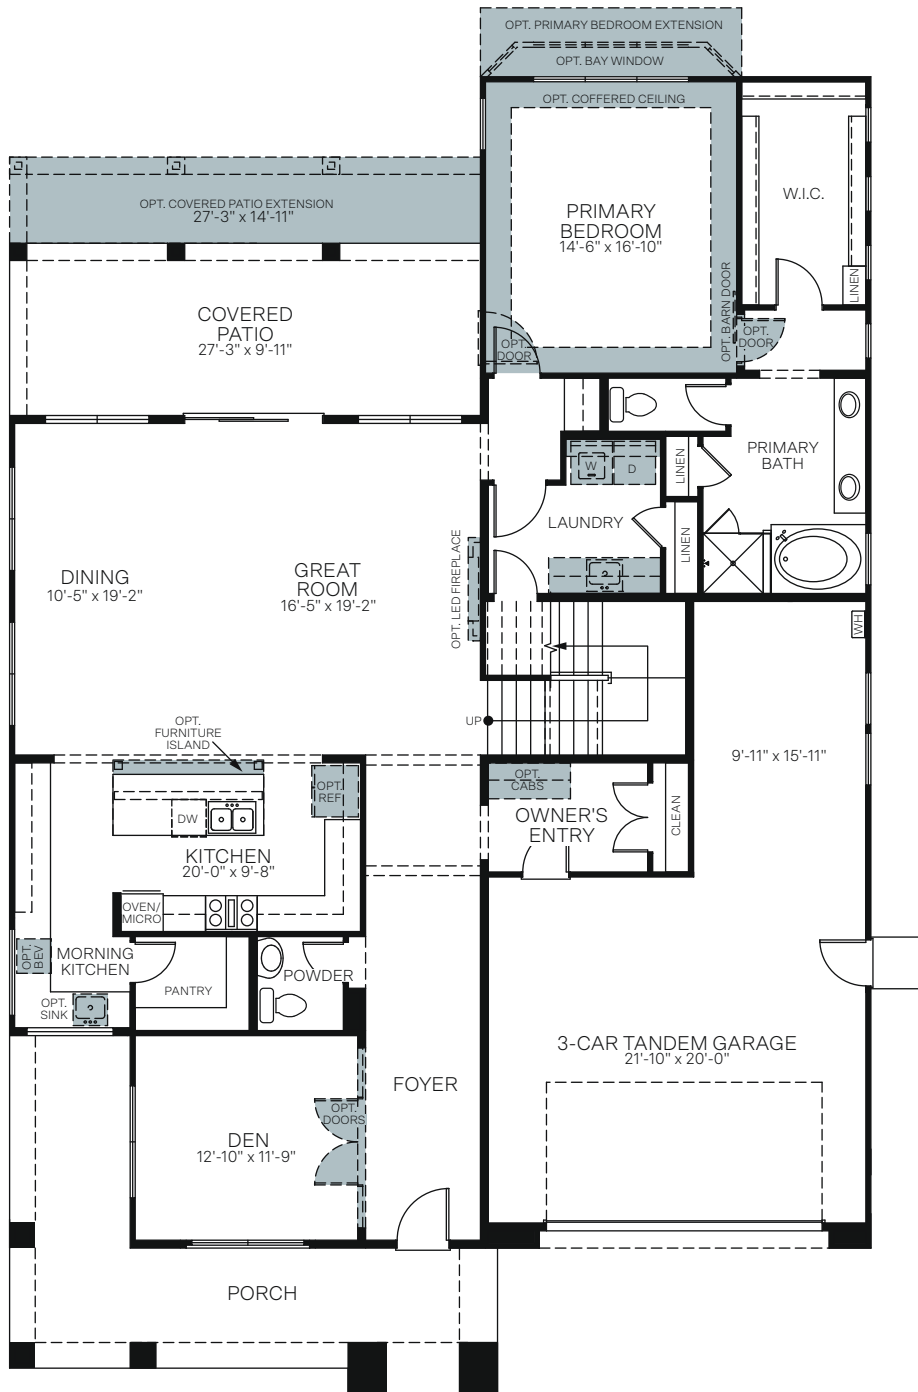 OPT. PRIMARY BEDROOM EXTENSION
OPT. BAY WINDOW
OPT. COFFERED CEILING
PRIMARY
BEDROOM
14'-6" x 16'-10"
W.I.C.
LINEN
OPT. BARN DOOR
OPT.
DOOR
OPT.
DOOR
OPT. COVERED PATIO EXTENSION
27'-3" x 14'-11"
COVERED
PATIO
27'-3" x 9'-11"
PRIMARY
BATH
LINEN
LINEN
W
D
LAUNDRY
OPT. LED FIREPLACE
DINING
10'-5" x 19'-2"
GREAT
ROOM
16'-5" x 19'-2"
WH
UP
OPT.
FURNITURE
ISLAND
9'-11" x 15'-11"
OPT.
REF
DW
KITCHEN
20'-0" x 9'-8"
OVEN/
MICRO
OPT.
CABS
OWNER'S
ENTRY
CLEAN
OPT.
BEV
MORNING
KITCHEN
OPT.
SINK
PANTRY
POWDER
3-CAR TANDEM GARAGE
21'-10" x 20'-0"
FOYER
OPT.
DOORS
DEN
12'-10" x 11'-9"
PORCH